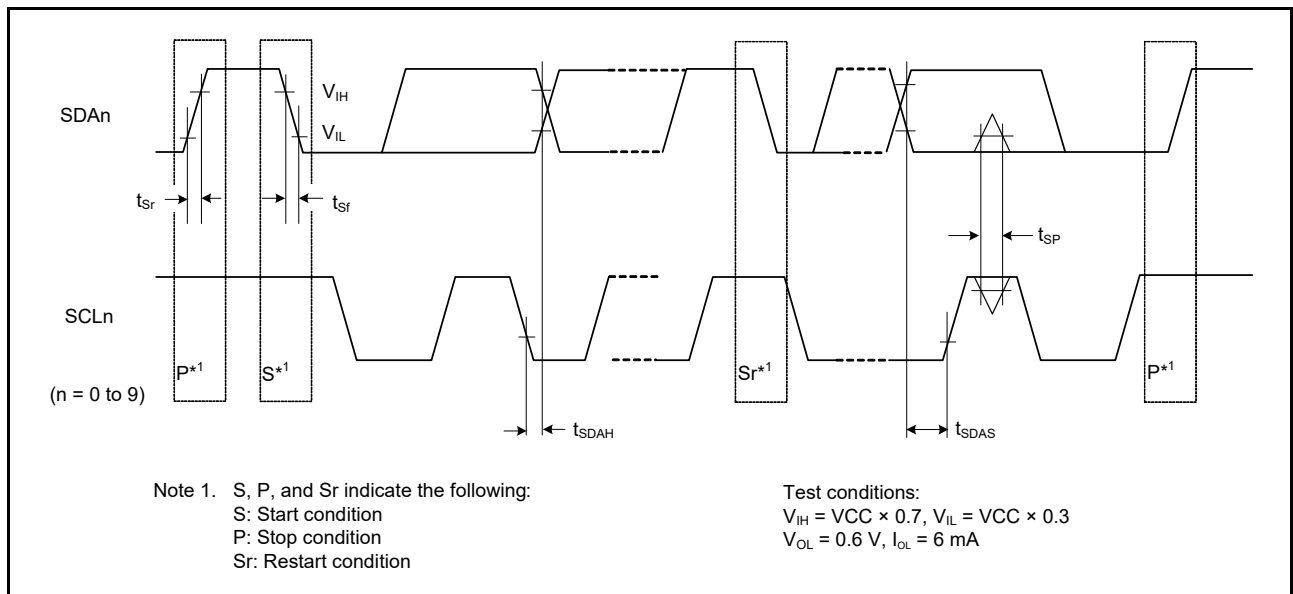 SDAn
V_IH
V_IL
t_Sr
t_Sf
t_SP
SCLn
P*1
S*1
Sr*1
P*1
(n = 0 to 9)
t_SDAH
t_SDAS
Note 1. S, P, and Sr indicate the following:
S: Start condition
P: Stop condition
Sr: Restart condition
Test conditions:
V_IH = VCC × 0.7, V_IL = VCC × 0.3
V_OL = 0.6 V, I_OL = 6 mA